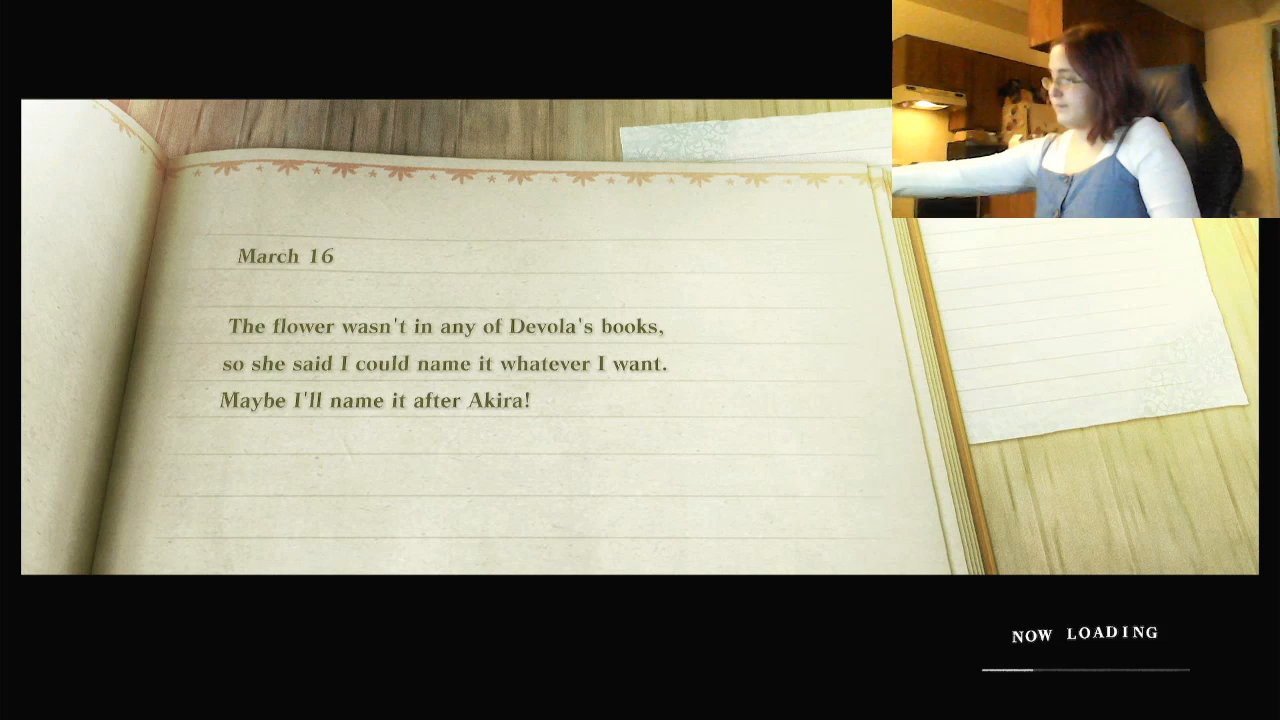 March 16
The flower wasn't in any of Devola's books,
so she said I could name it whatever I want.
Maybe I'll name it after Akira!
NOW LOADING